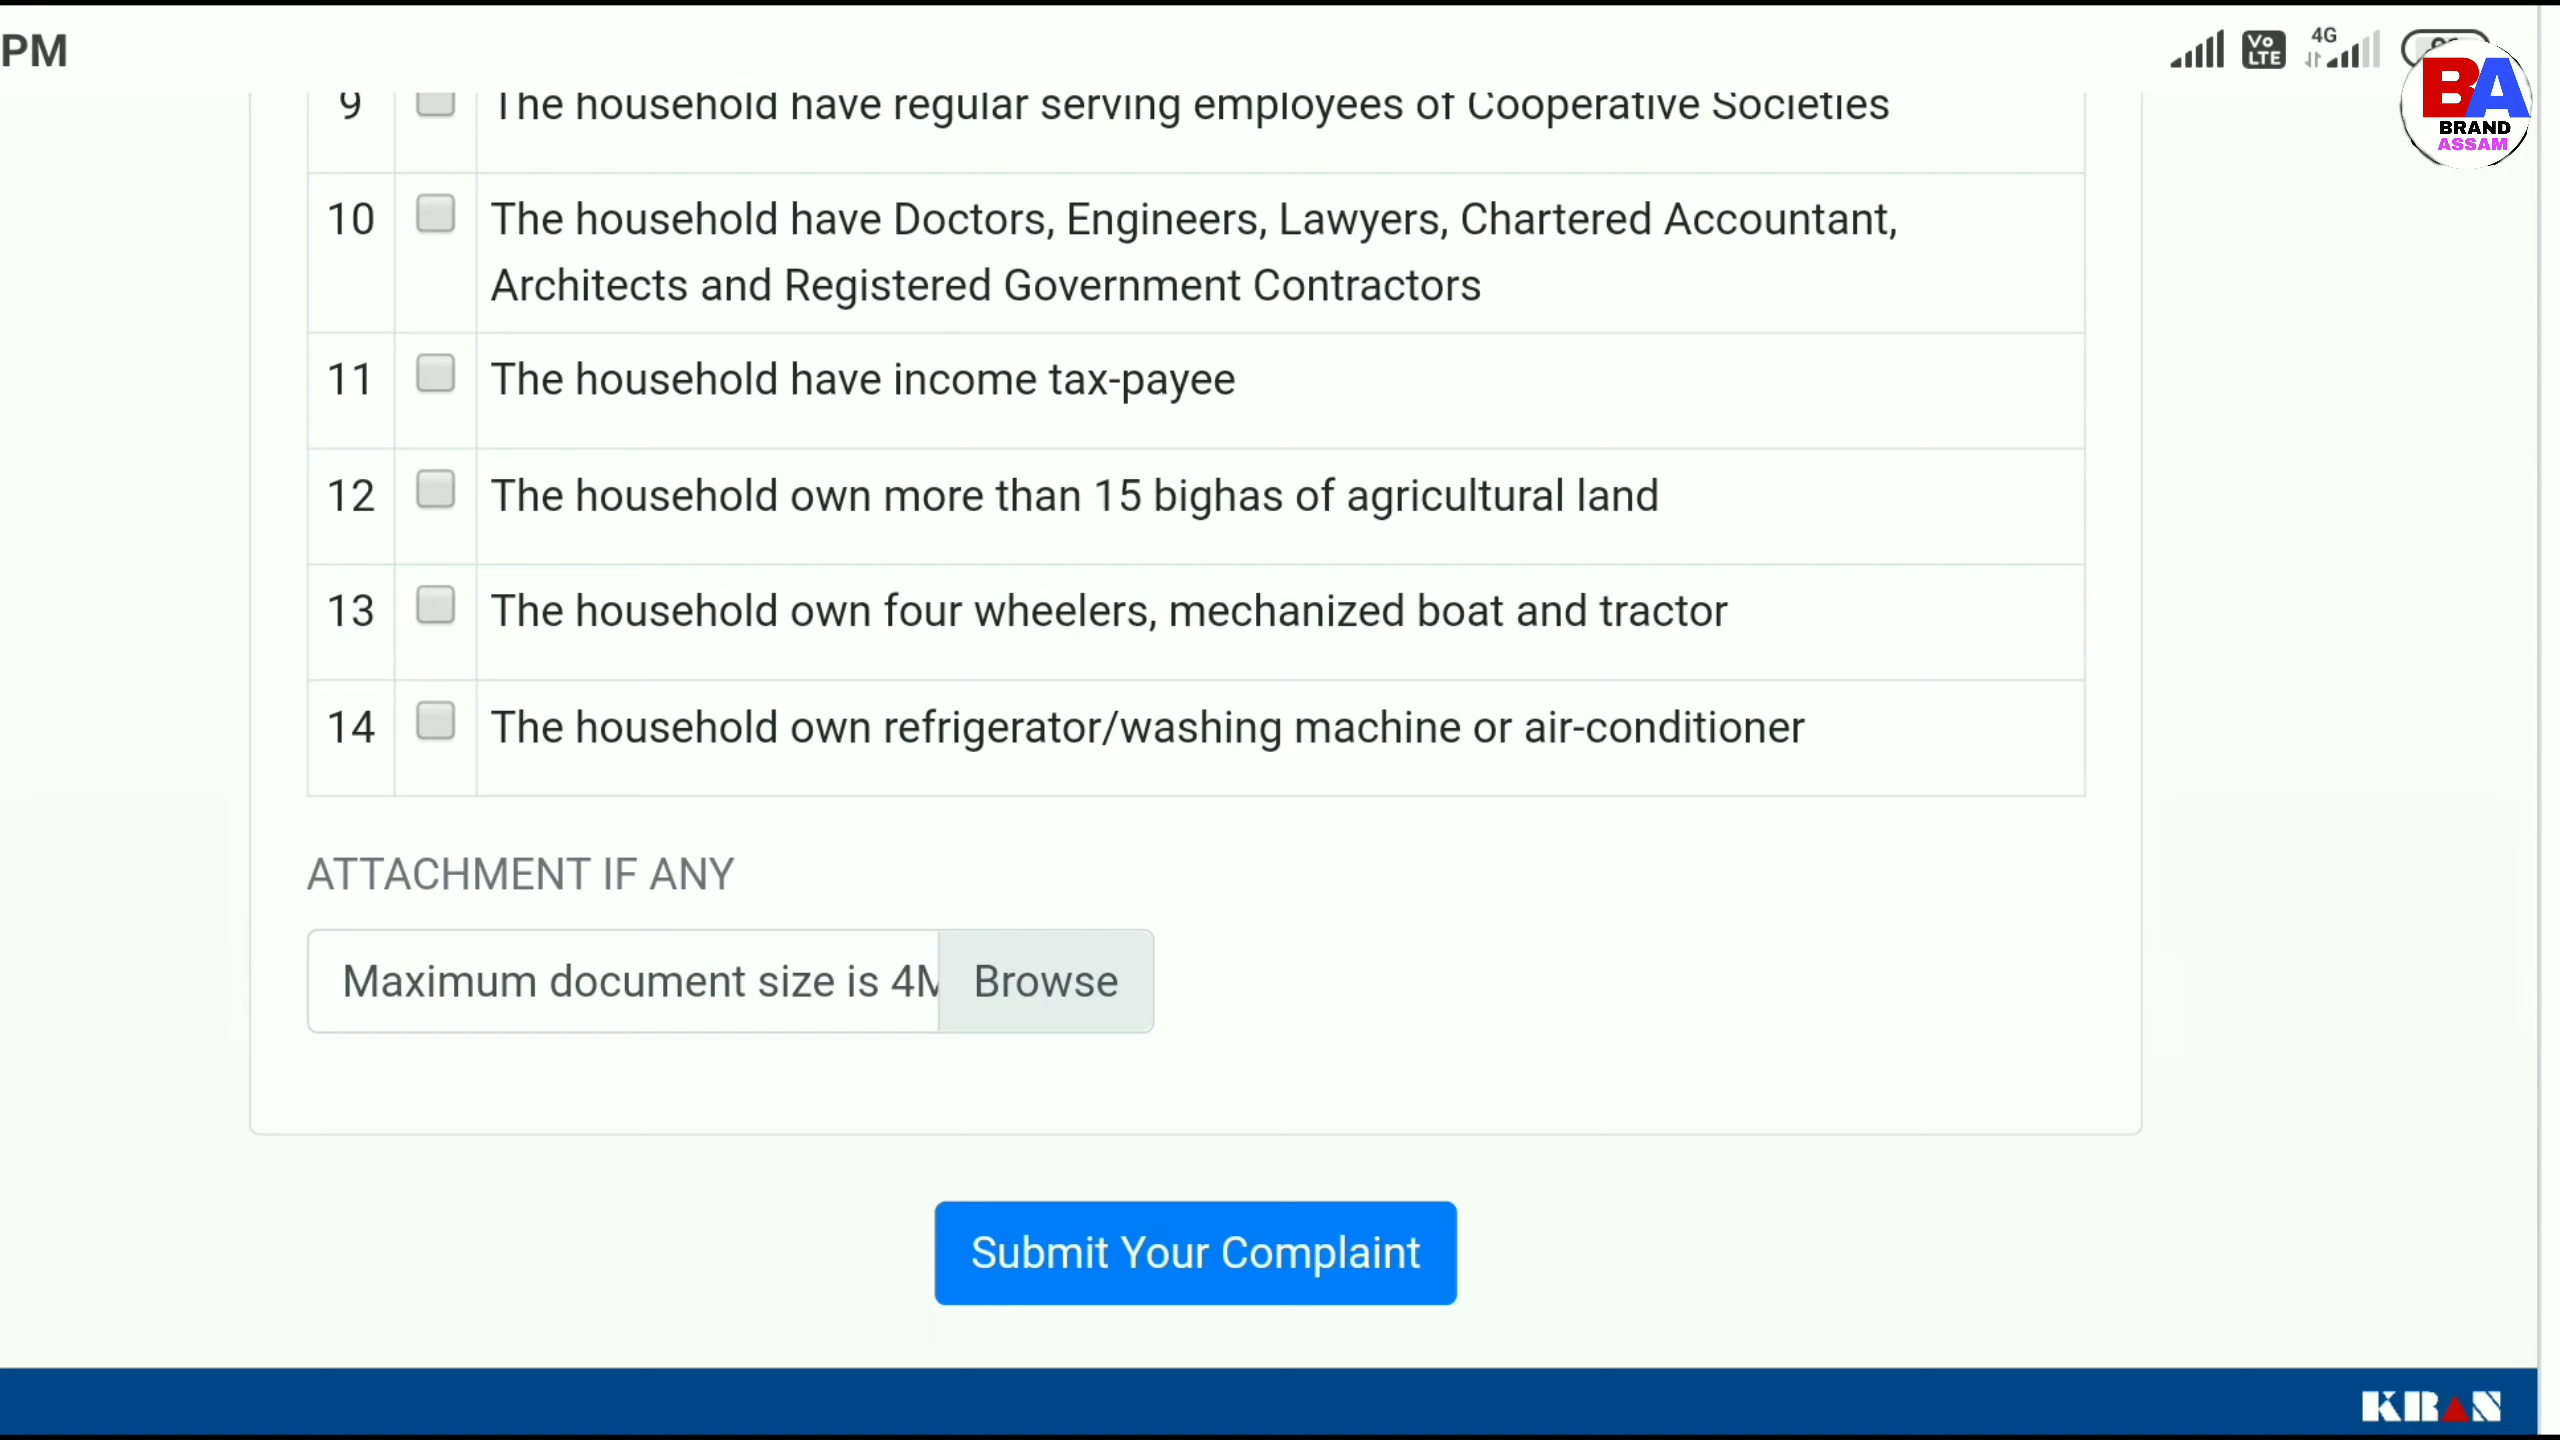 PM
Vo
LTE
4G
BA
BRAND
ASSAM
9 The household have regular serving employees of Cooperative Societies
10 The household have Doctors, Engineers, Lawyers, Chartered Accountant,
Architects and Registered Government Contractors
11 The household have income tax-payee
12 The household own more than 15 bighas of agricultural land
13 The household own four wheelers, mechanized boat and tractor
14 The household own refrigerator/washing machine or air-conditioner
ATTACHMENT IF ANY
Maximum document size is 4M
Browse
Submit Your Complaint
KRAN